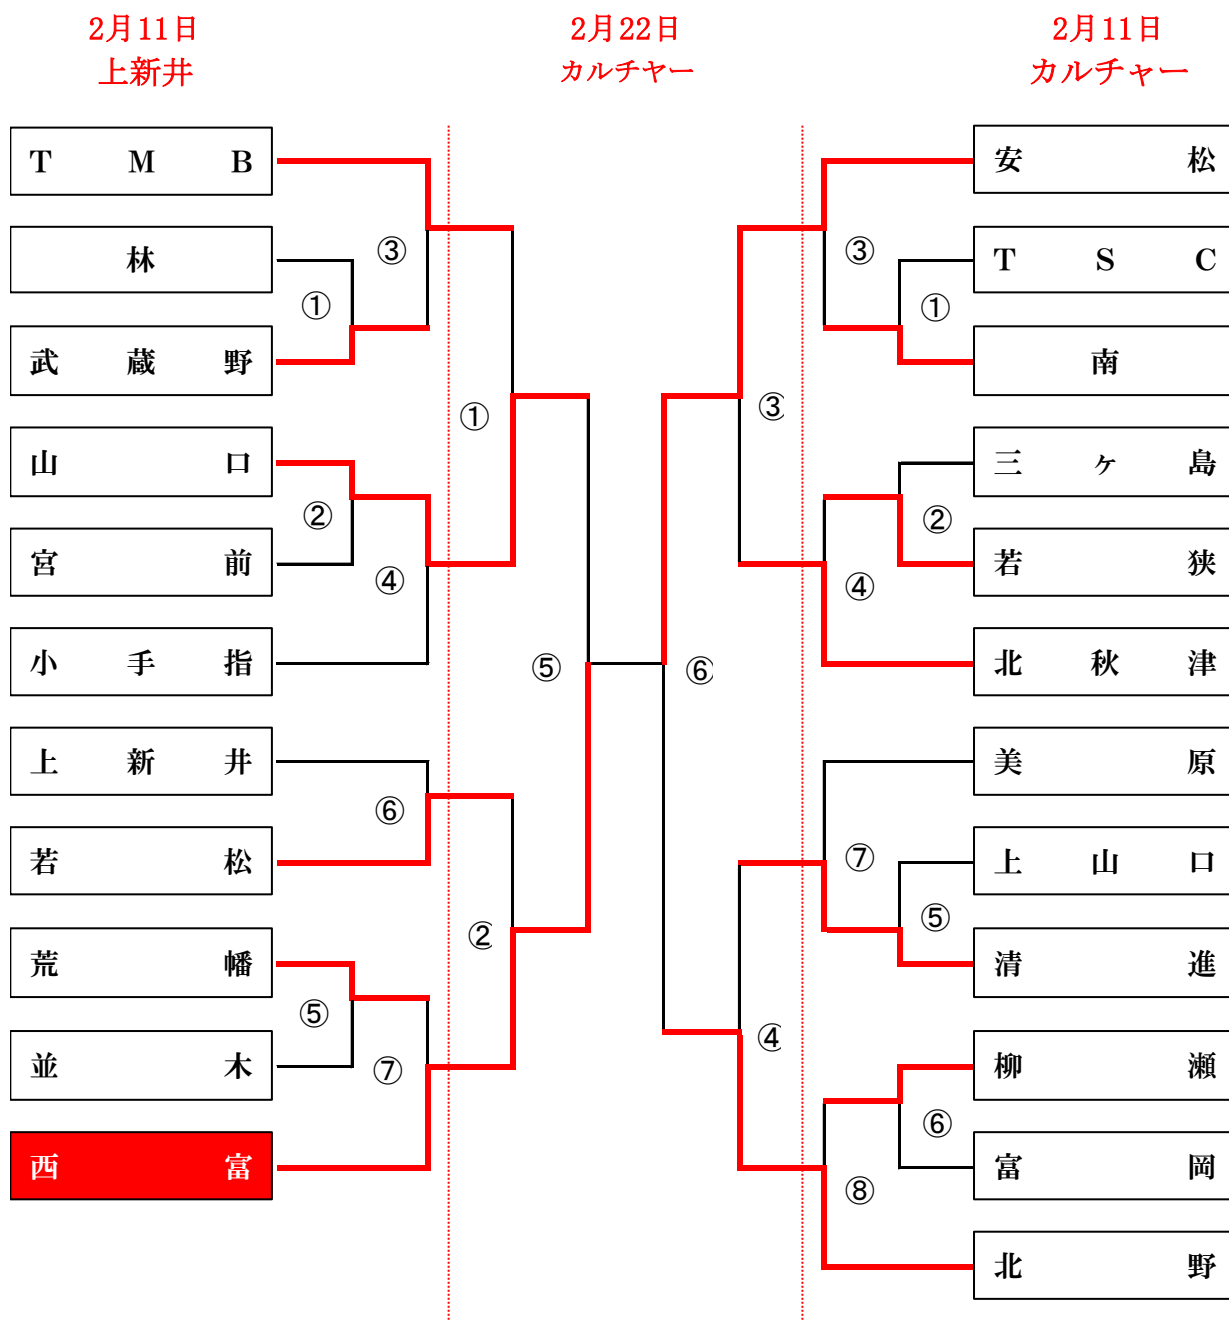 2月11日
上新井
2月22日
カルチャー
2月11日
カルチャー
T M B
林
武 蔵 野
山 口
宮 前
小 手 指
上 新 井
若 松
荒 幡
並 木
西 富
③
①
②
④
⑥
⑤
⑦
①
②
⑤
⑥
③
④
③
①
②
④
⑦
⑤
⑥
⑧
安 松
T S C
南
三 ヶ 島
若 狭
北 秋 津
美 原
上 山 口
清 進
柳 瀬
富 岡
北 野